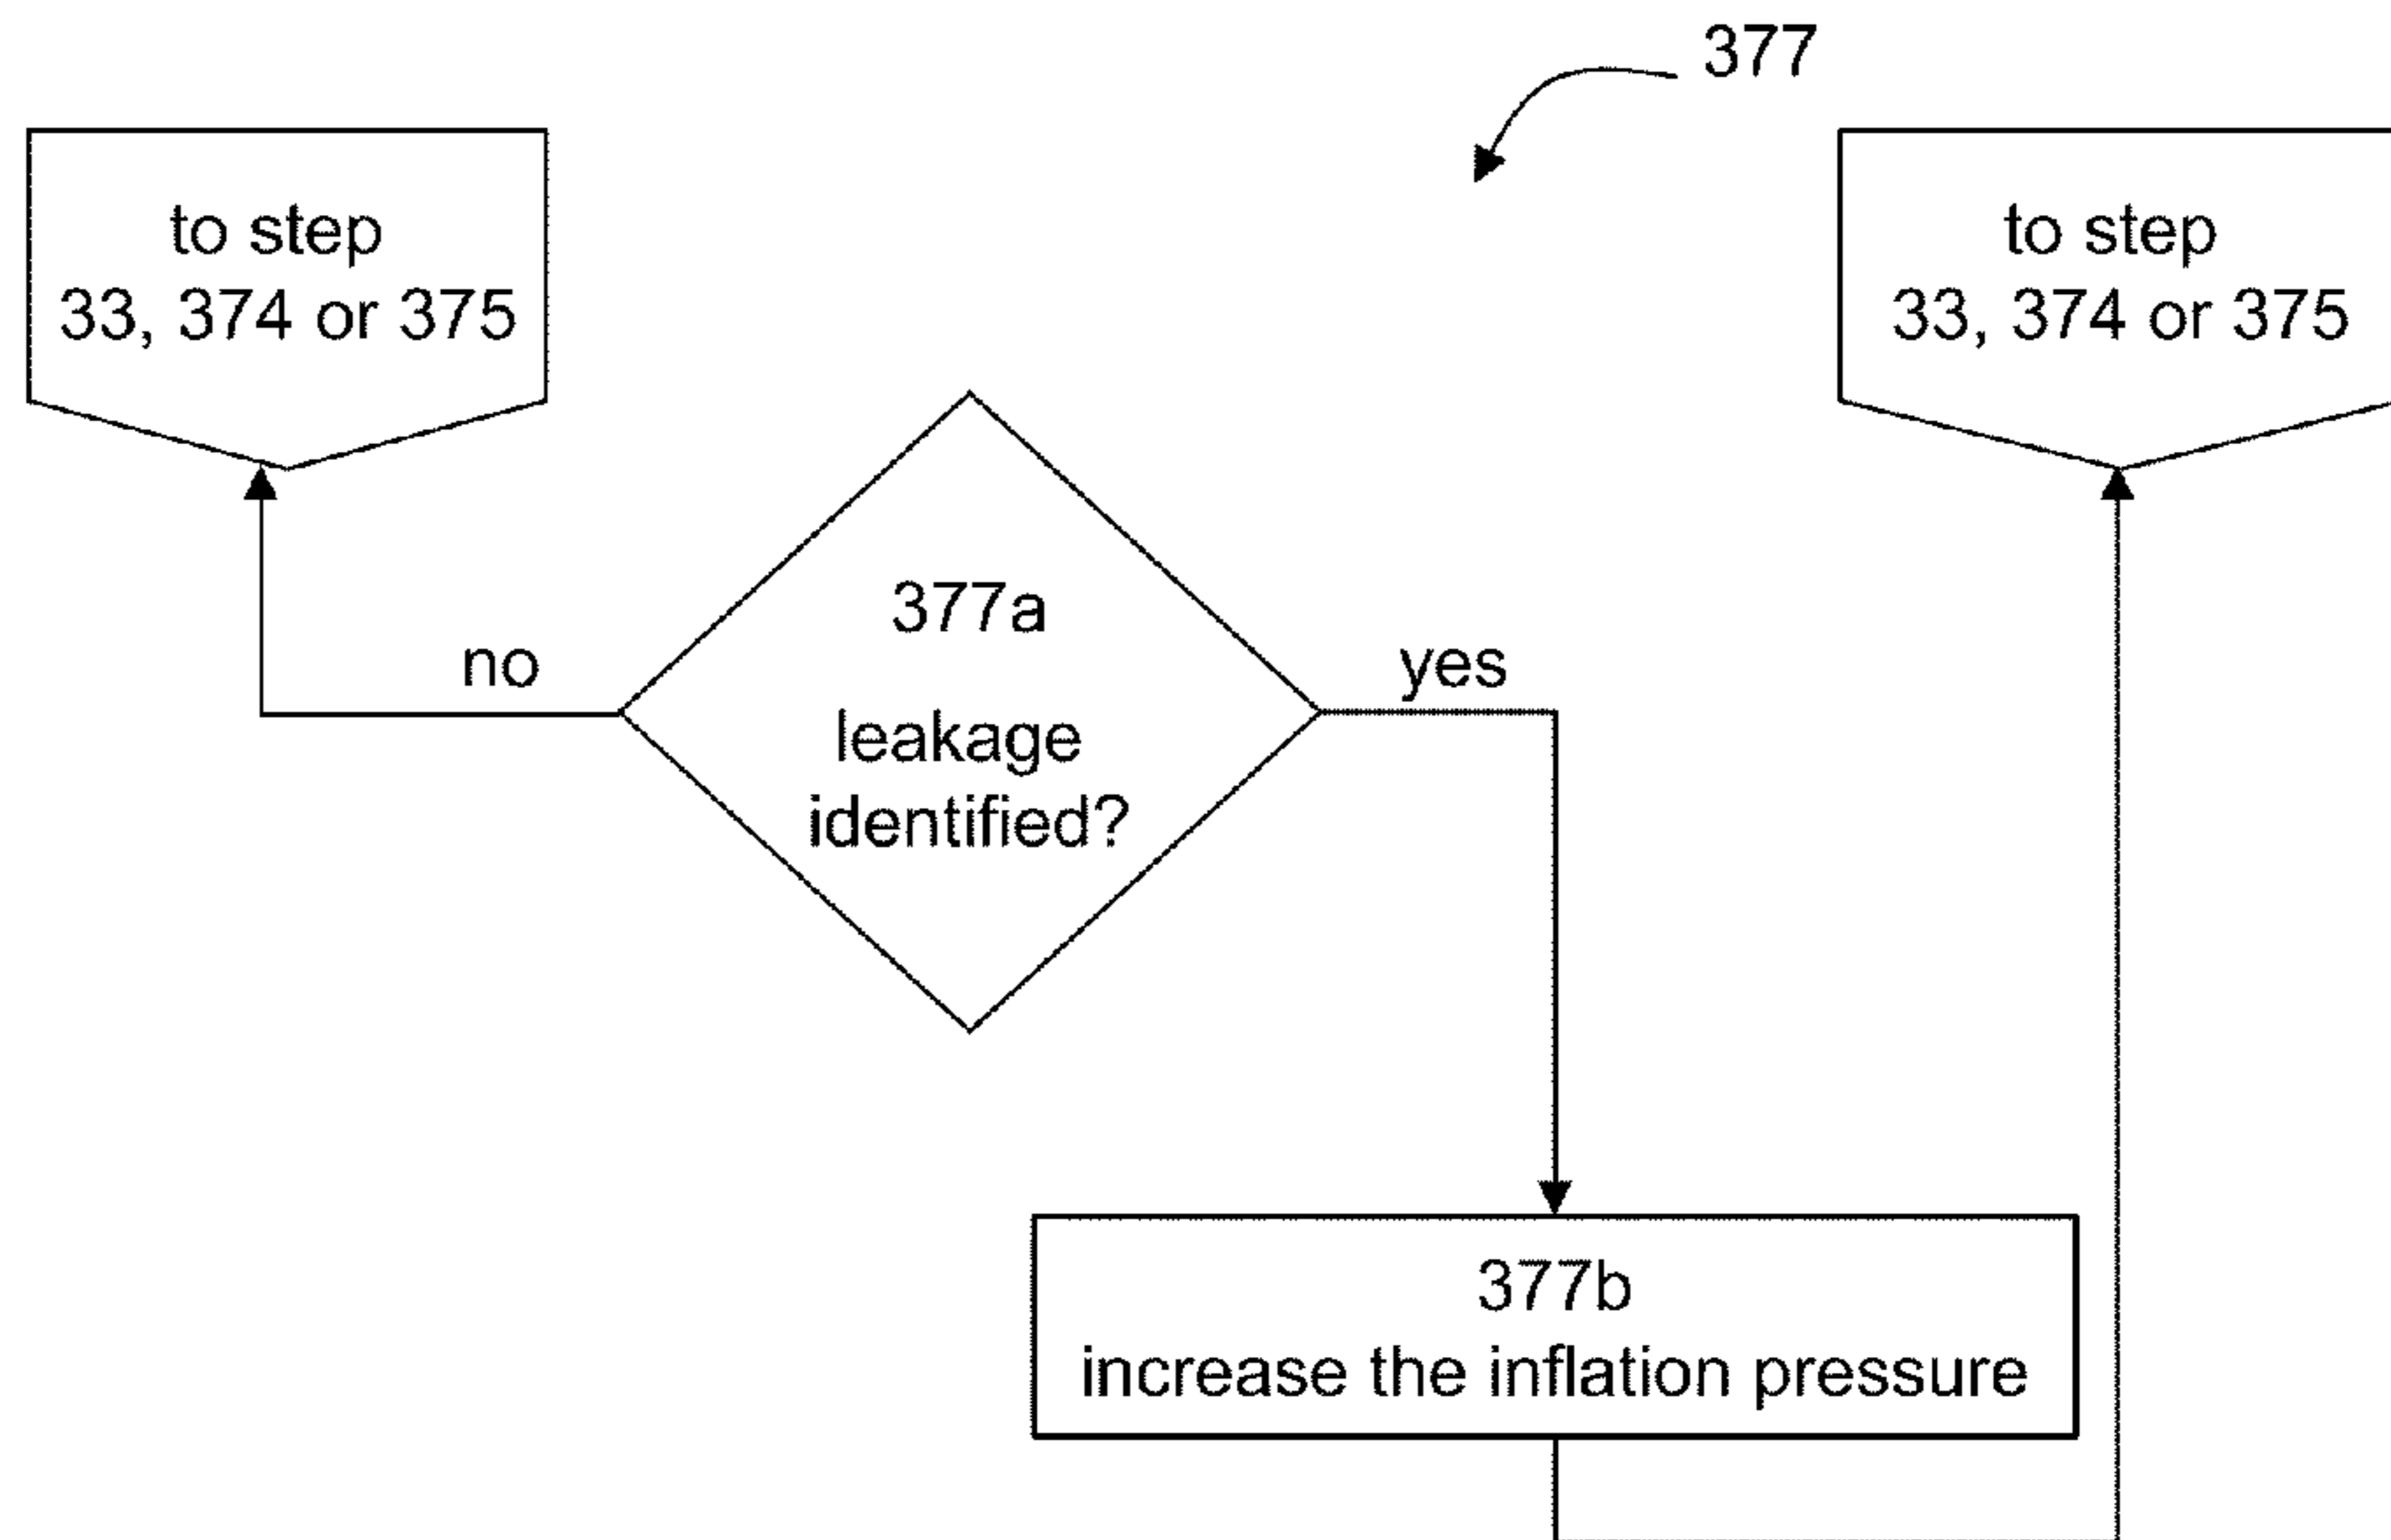 377
to step
33, 374 or 375
to step
33, 374 or 375
377a
leakage
identified?
no
yes
377b
increase the inflation pressure